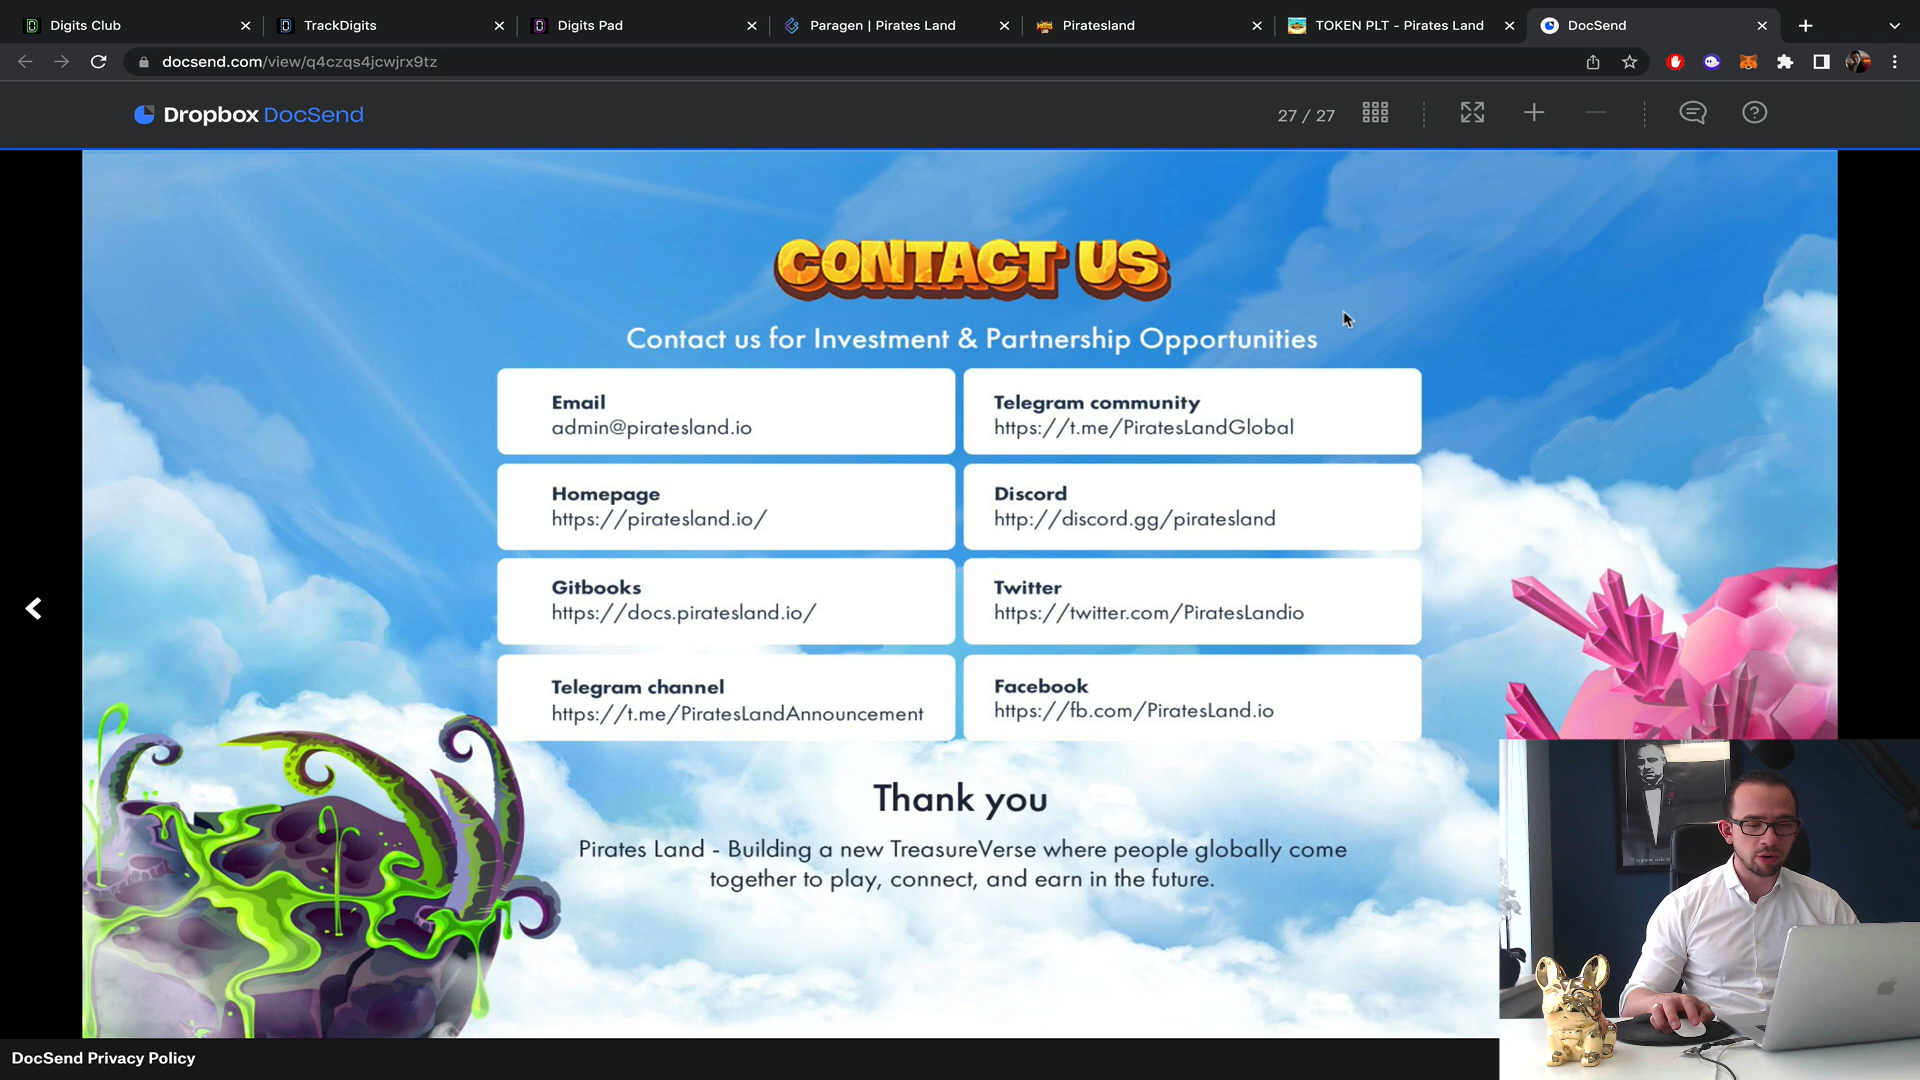 Digits Club
TrackDigits
Digits Pad
Paragen | Pirates Land
Piratesland
TOKEN PLT - Pirates Land
DocSend
docsend.com/view/q4czqs4jcwjrx9tz
Dropbox DocSend
27 / 27
CONTACT US
Contact us for Investment & Partnership Opportunities
Email
admin@piratesland.io
Telegram community
https://t.me/PiratesLandGlobal
Homepage
https://piratesland.io/
Discord
http://discord.gg/piratesland
Gitbooks
https://docs.piratesland.io/
Twitter
https://twitter.com/PiratesLandio
Telegram channel
https://t.me/PiratesLandAnnouncement
Facebook
https://fb.com/PiratesLand.io
Thank you
Pirates Land - Building a new TreasureVerse where people globally come
together to play, connect, and earn in the future.
DocSend Privacy Policy